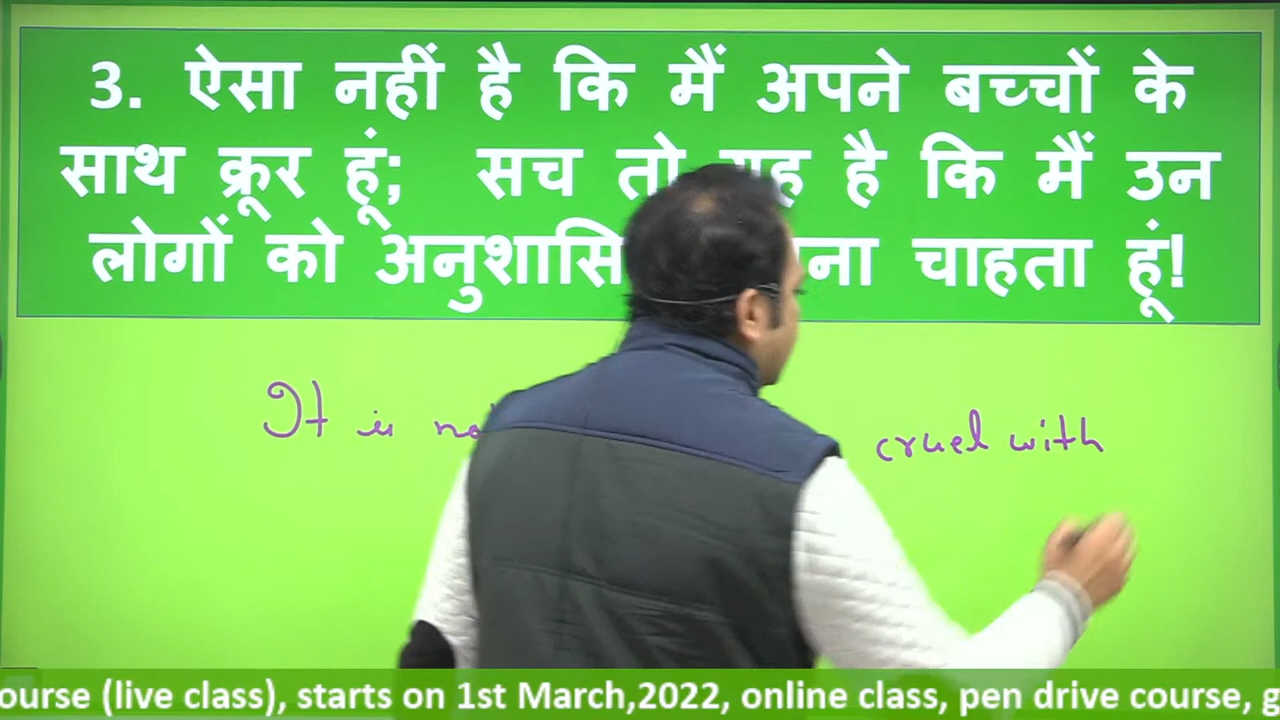 3. ऐसा नहीं है कि मैं अपने बच्चों के
साथ क्रूर हूं; सच तो है कि मैं उन
लोगों को चाहता हूं!
It is cruel with
ourse (live class), starts on 1st March,2022, online class, pen drive course, g